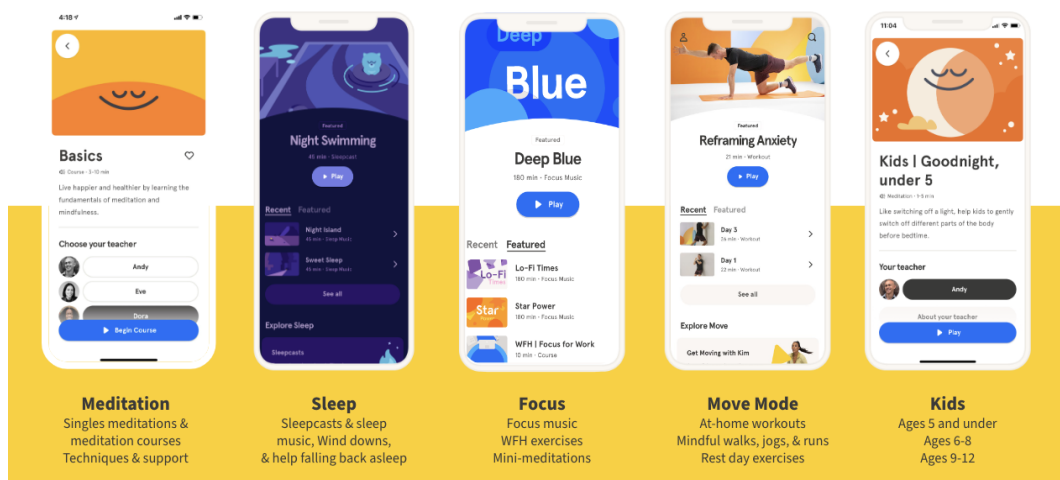 4:18
Basics
Course · 3-10 min
Live happier and healthier by learning the
fundamentals of meditation and
mindfulness.
Choose your teacher
Andy
Eve
Dora
Begin Course
Featured
Night Swimming
45 min · Sleepcast
Play
Recent Featured
Night Island
45 min · Sleep Music
Sweet Sleep
45 min · Sleep Music
See all
Explore Sleep
Sleepcasts
Deep
Blue
Featured
Deep Blue
180 min · Focus Music
Play
Recent Featured
Lo-Fi
Times
Lo-Fi Times
180 min · Focus Music
Star
Star Power
180 min · Focus Music
WFH | Focus for Work
10 min · Course
Featured
Reframing Anxiety
21 min · Workout
Play
Recent Featured
Day 3
26 min · Workout
Day 1
22 min · Workout
See all
Explore Move
Get Moving with Kim
11:04
Kids | Goodnight,
under 5
Meditation · 1-5 min
Like switching off a light, help kids to gently
switch off different parts of the body
before bedtime.
Your teacher
Andy
About your teacher
Play
Meditation
Singles meditations &
meditation courses
Techniques & support
Sleep
Sleepcasts & sleep
music, Wind downs,
& help falling back asleep
Focus
Focus music
WFH exercises
Mini-meditations
Move Mode
At-home workouts
Mindful walks, jogs, & runs
Rest day exercises
Kids
Ages 5 and under
Ages 6-8
Ages 9-12